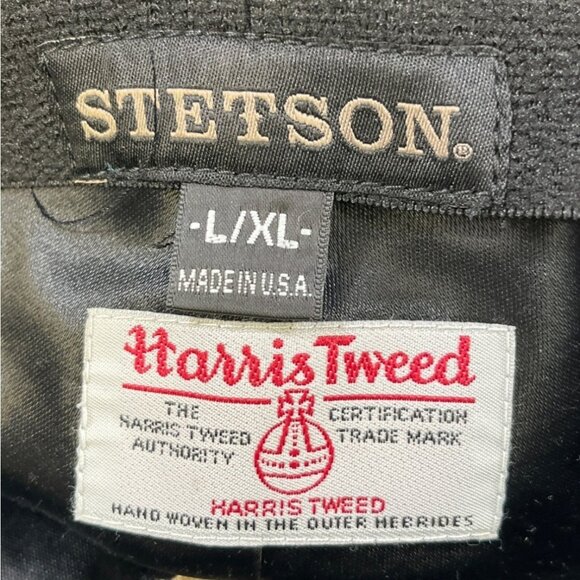 STETSON®
-L/XL-
MADE IN U.S.A.
Harris Tweed
THE HARRIS TWEED AUTHORITY
CERTIFICATION TRADE MARK
HARRIS TWEED
HAND WOVEN IN THE OUTER HEBRIDES